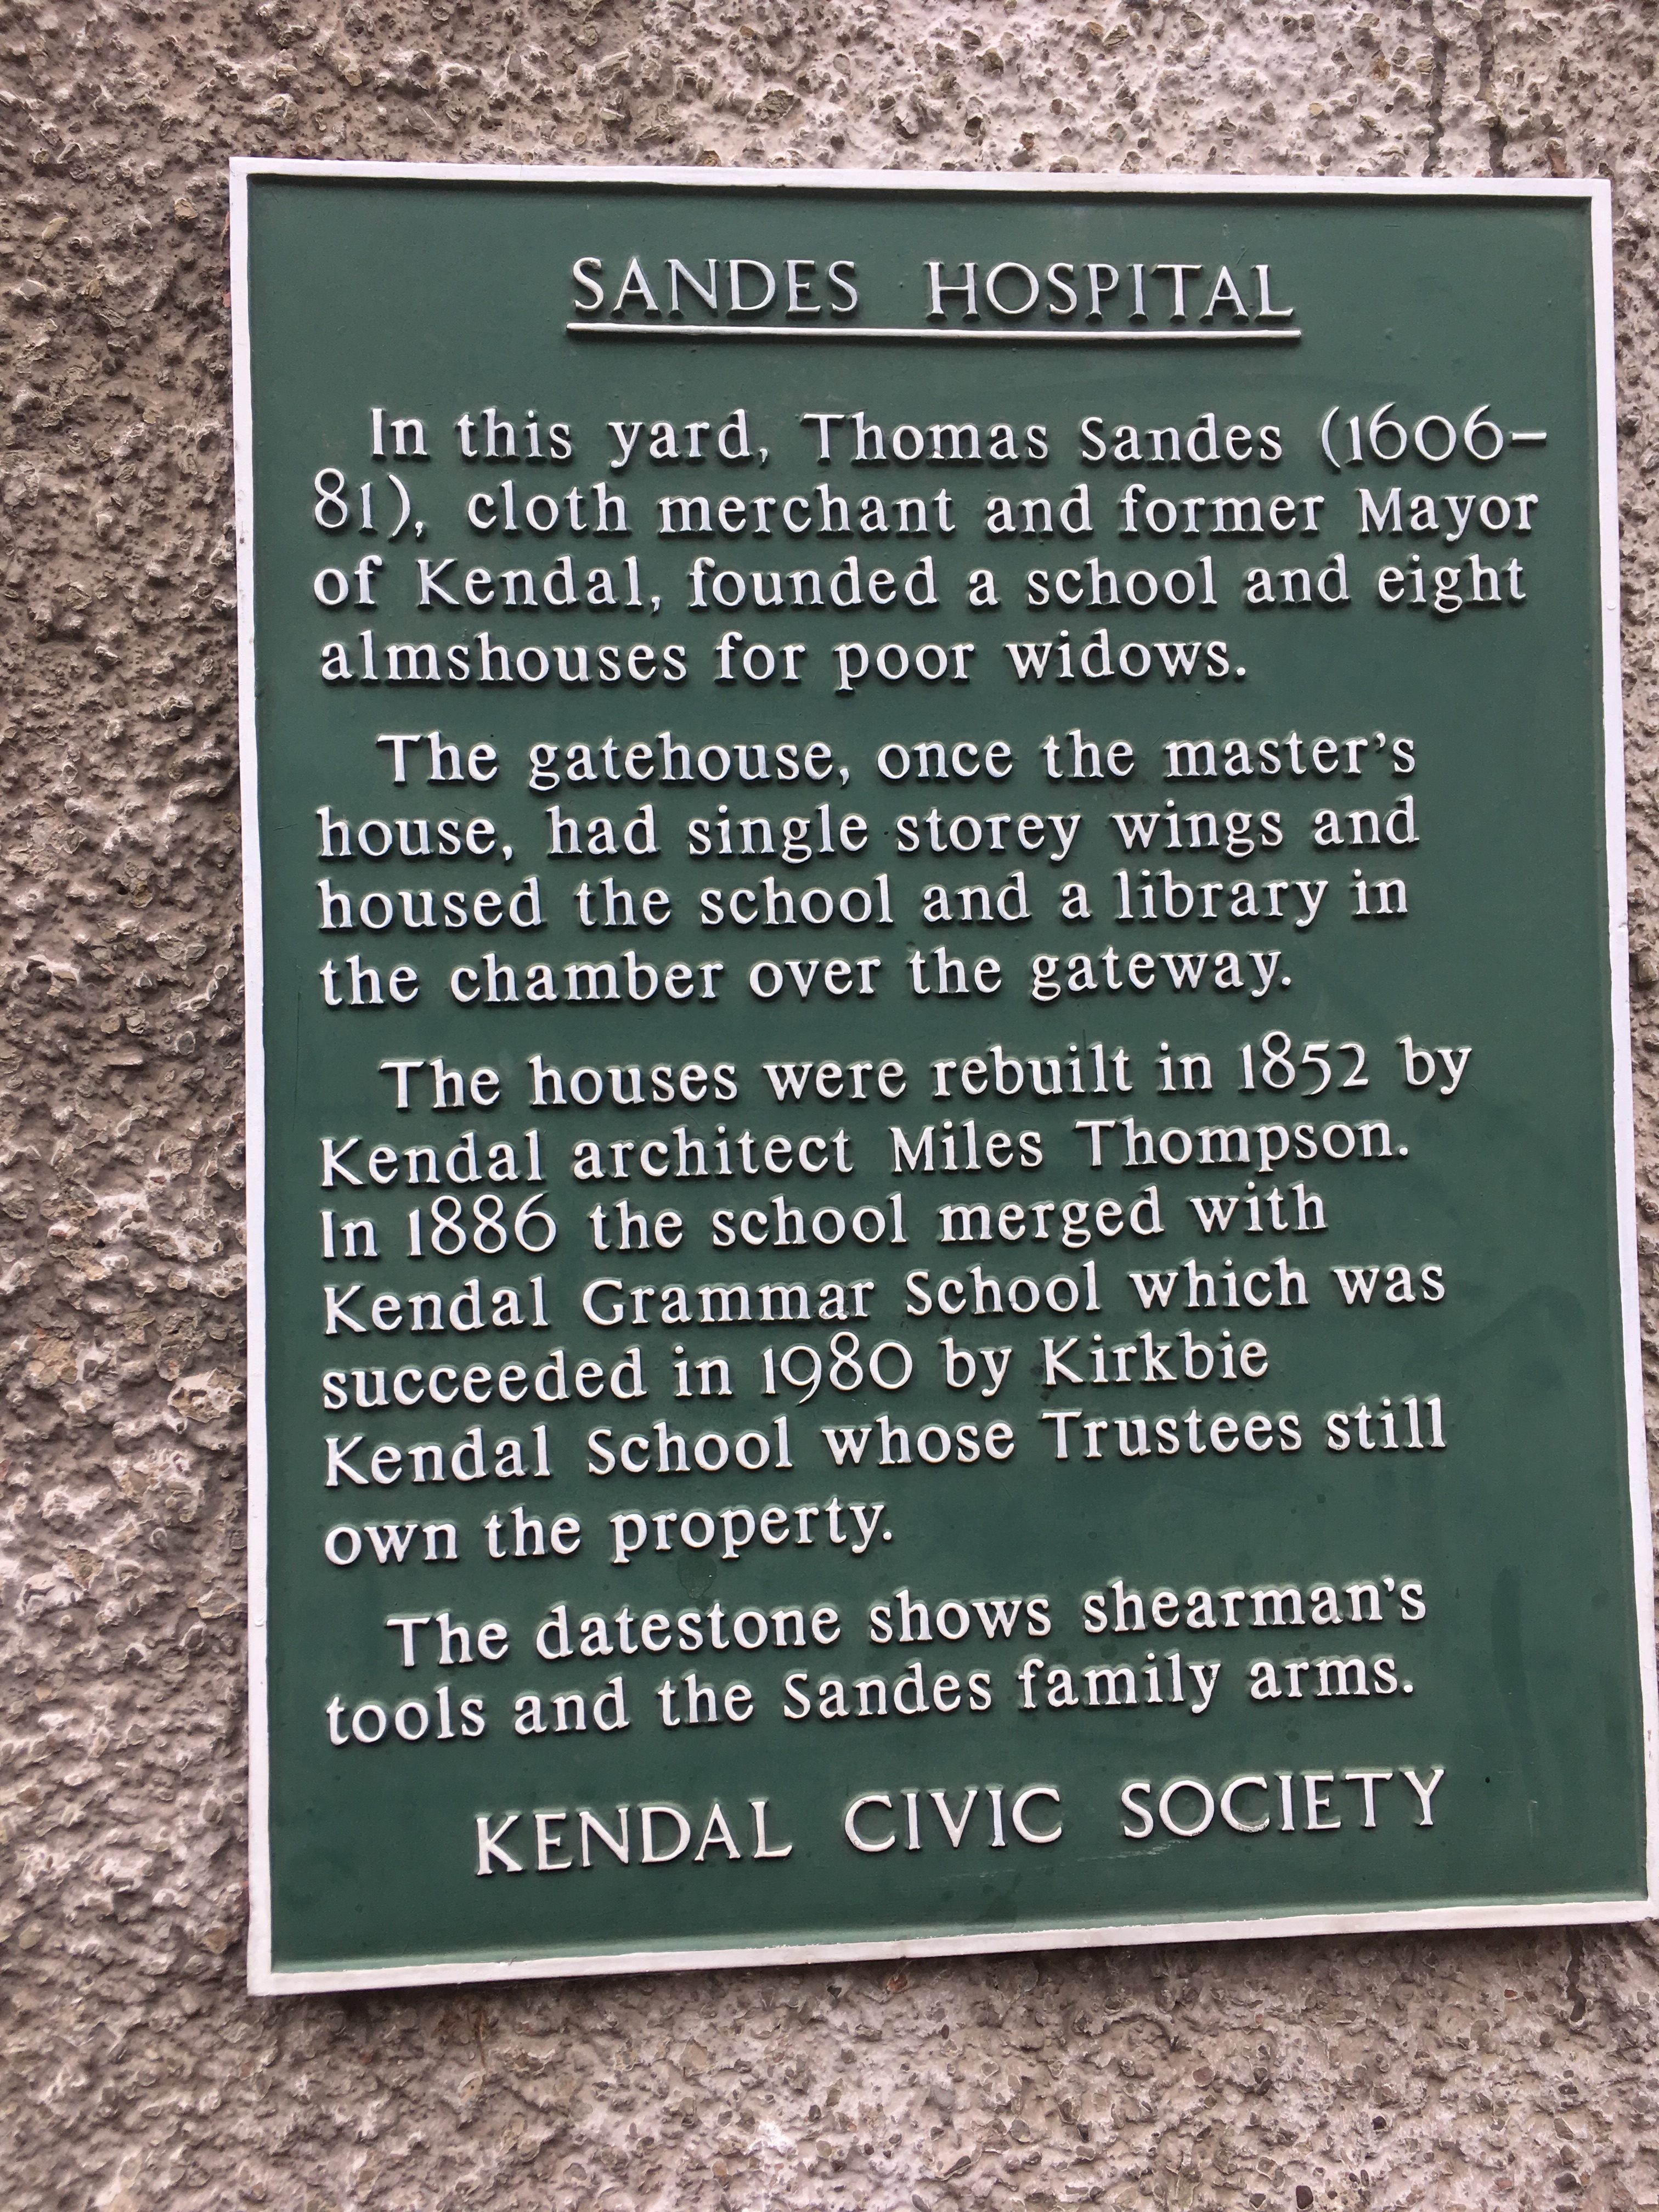 SANDES HOSPITAL
In this yard, Thomas Sandes (1606–
81), cloth merchant and former Mayor
of Kendal, founded a school and eight
almshouses for poor widows.
The gatehouse, once the master's
house, had single storey wings and
housed the school and a library in
the chamber over the gateway.
The houses were rebuilt in 1852 by
Kendal architect Miles Thompson.
In 1886 the school merged with
Kendal Grammar School which was
succeeded in 1980 by Kirkbie
Kendal School whose Trustees still
own the property.
The datestone shows shearman's
tools and the Sandes family arms.
KENDAL CIVIC SOCIETY